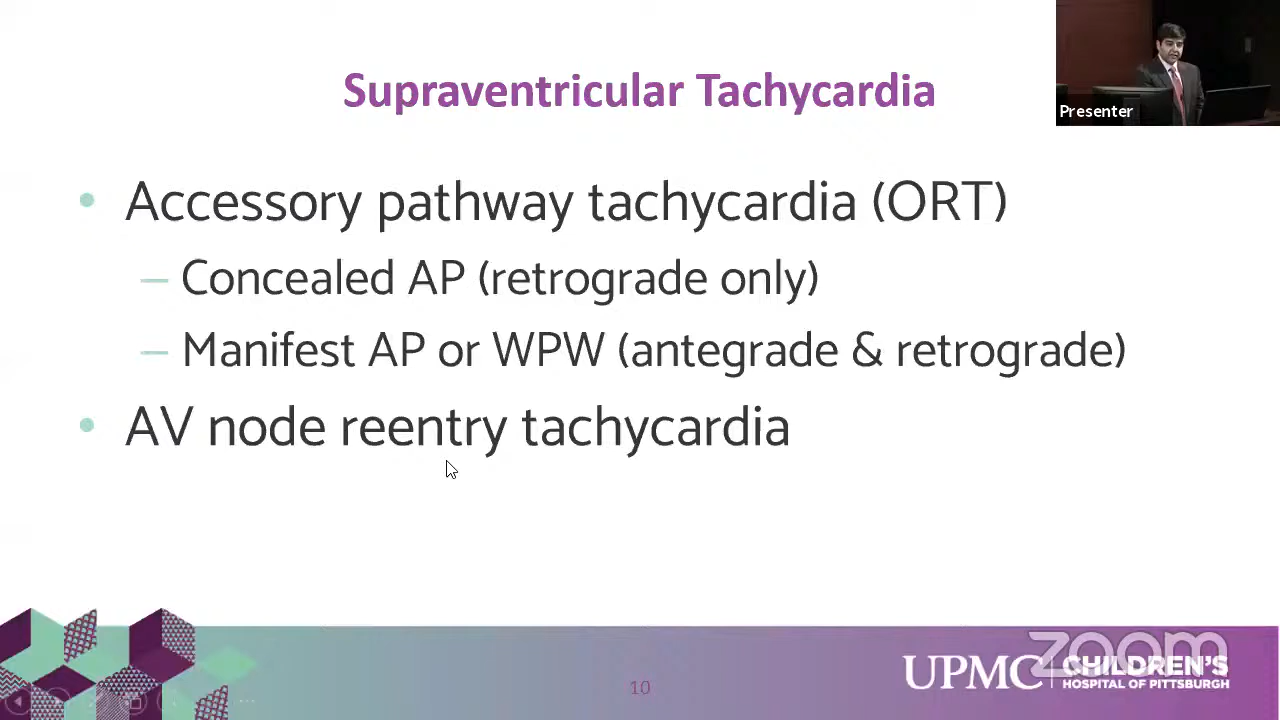 Supraventricular Tachycardia
Presenter
• Accessory pathway tachycardia (ORT)
– Concealed AP (retrograde only)
– Manifest AP or WPW (antegrade & retrograde)
• AV node reentry tachycardia
zoom
UPMC | CHILDREN'S
HOSPITAL OF PITTSBURGH
10